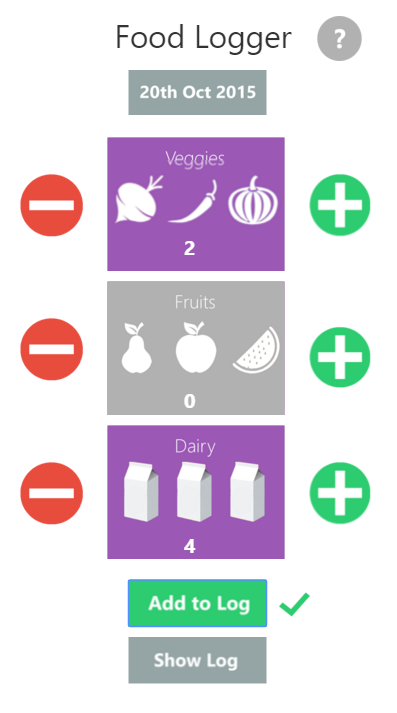 Food Logger
?
20th Oct 2015
Veggies
2
Fruits
0
Dairy
4
Add to Log
Show Log